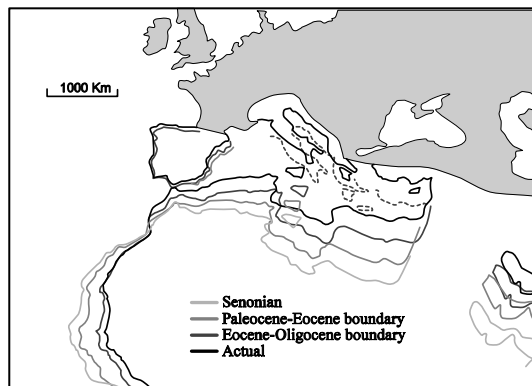 1000 Km
Senonian
Paleocene-Eocene boundary
Eocene-Oligocene boundary
Actual